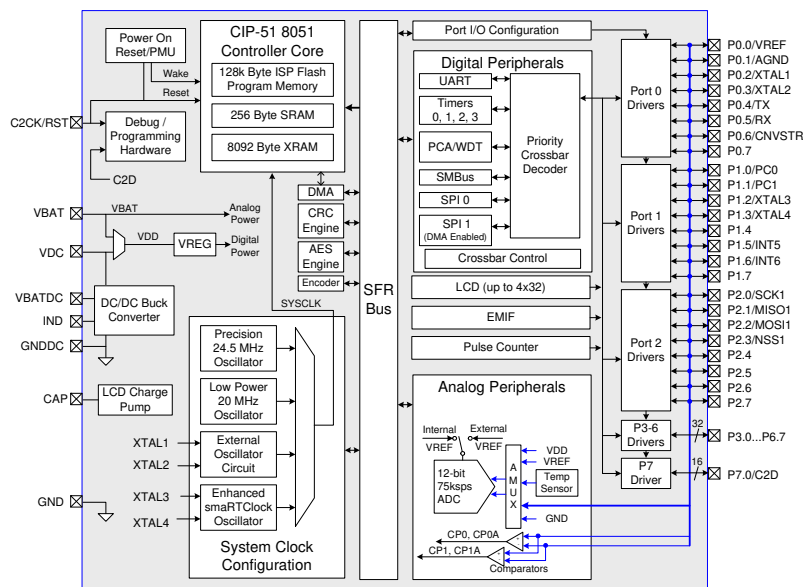 Power On
Reset/PMU
Wake
Reset
C2CK/RST
Debug /
Programming
Hardware
C2D
CIP-51 8051
Controller Core
128k Byte ISP Flash
Program Memory
256 Byte SRAM
8092 Byte XRAM
DMA
CRC
Engine
AES
Engine
Encoder
VBAT
VBAT
Analog
Power
VDC
VDD
VREG
Digital
Power
VBATDC
IND
GNDDC
DC/DC Buck
Converter
CAP
LCD Charge
Pump
SYSCLK
Precision
24.5 MHz
Oscillator
Low Power
20 MHz
Oscillator
XTAL1
XTAL2
External
Oscillator
Circuit
XTAL3
XTAL4
Enhanced
smaRTClock
Oscillator
GND
System Clock
Configuration
SFR
Bus
Port I/O Configuration
Digital Peripherals
UART
Timers
0, 1, 2, 3
PCA/WDT
SMBus
SPI 0
SPI 1
(DMA Enabled)
Priority
Crossbar
Decoder
Crossbar Control
LCD (up to 4x32)
EMIF
Pulse Counter
Analog Peripherals
Internal
VREF
External
VREF
12-bit
75ksps
ADC
A
M
U
X
VDD
VREF
Temp
Sensor
GND
CP0, CP0A
CP1, CP1A
+
-
+
-
Comparators
Port 0
Drivers
Port 1
Drivers
Port 2
Drivers
P3-6
Drivers
P7
Driver
32
16
P0.0/VREF
P0.1/AGND
P0.2/XTAL1
P0.3/XTAL2
P0.4/TX
P0.5/RX
P0.6/CNVSTR
P0.7
P1.0/PC0
P1.1/PC1
P1.2/XTAL3
P1.3/XTAL4
P1.4
P1.5/INT5
P1.6/INT6
P1.7
P2.0/SCK1
P2.1/MISO1
P2.2/MOSI1
P2.3/NSS1
P2.4
P2.5
P2.6
P2.7
P3.0...P6.7
P7.0/C2D